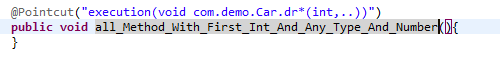 @Pointcut("execution(void com.demo.Car.dr*(int,..))")
public void all_Method_With_First_Int_And_Any_Type_And_Number(){
}